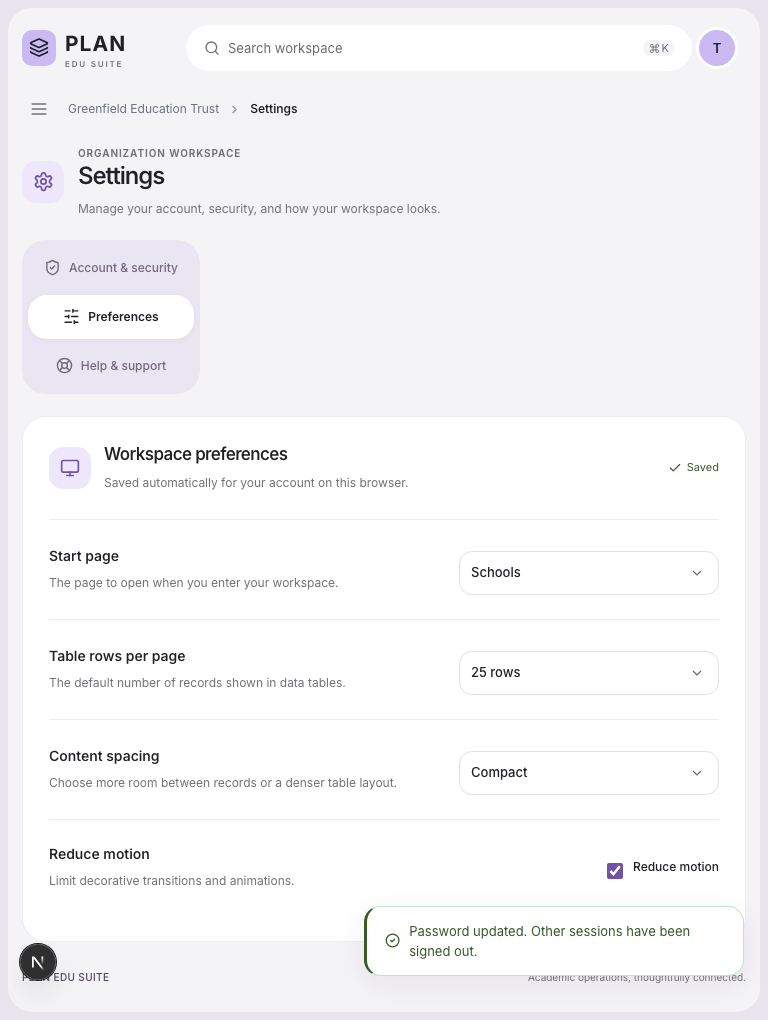 PLAN
EDU SUITE
Search workspace
⌘K
T
Greenfield Education Trust
Settings
ORGANIZATION WORKSPACE
Settings
Manage your account, security, and how your workspace looks.
Account & security
Preferences
Help & support
Workspace preferences
Saved automatically for your account on this browser.
Saved
Start page
The page to open when you enter your workspace.
Schools
Table rows per page
The default number of records shown in data tables.
25 rows
Content spacing
Choose more room between records or a denser table layout.
Compact
Reduce motion
Limit decorative transitions and animations.
Reduce motion
Password updated. Other sessions have been
signed out.
N
EDU SUITE
Academic operations, thoughtfully connected.